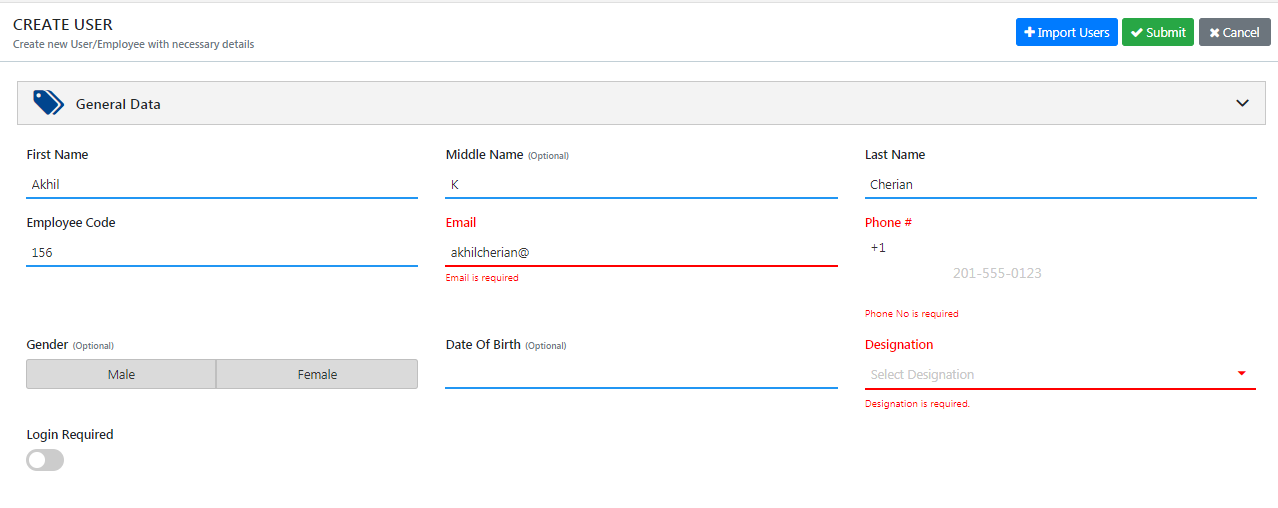 CREATE USER
Create new User/Employee with necessary details
Import Users
Submit
Cancel
General Data
First Name
Middle Name (Optional)
Last Name
Akhil
K
Cherian
Employee Code
Email
Phone #
156
akhilcherian@
+1
201-555-0123
Email is required
Phone No is required
Gender (Optional)
Date Of Birth (Optional)
Designation
Male
Female
Select Designation
Designation is required.
Login Required